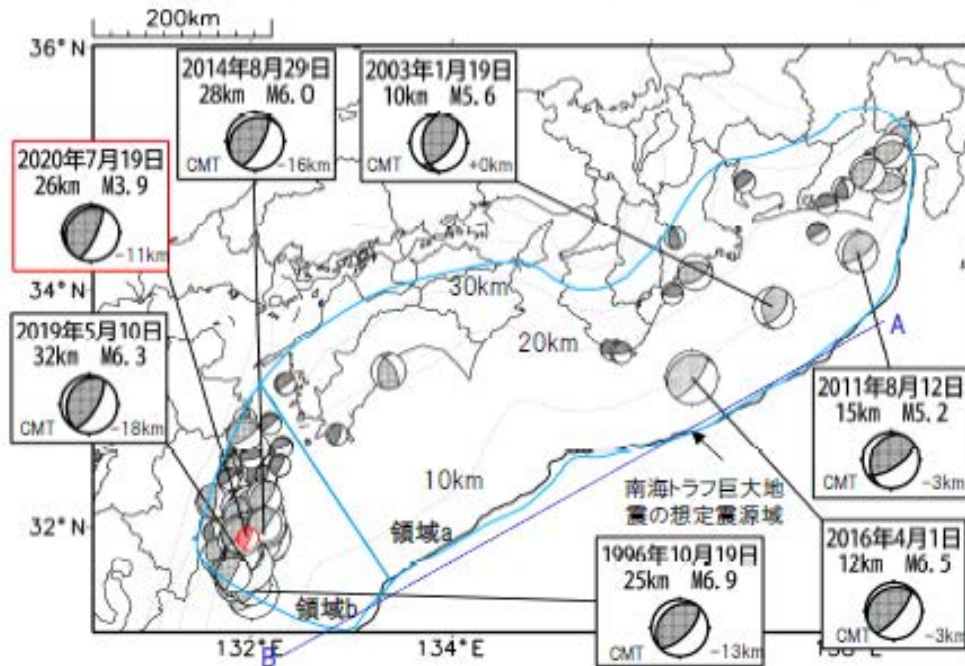 200km
36°N
34°N
32°N
132°E
134°E
2014年8月29日
28km M6.0
CMT
-16km
2003年1月19日
10km M5.6
CMT
+0km
2020年7月19日
26km M3.9
-11km
2019年5月10日
32km M6.3
CMT
-18km
30km
20km
10km
A
2011年8月12日
15km M5.2
CMT
-3km
南海トラフ巨大地
震の想定震源域
領域a
領域b
B
1996年10月19日
25km M6.9
CMT
-13km
2016年4月1日
12km M6.5
CMT
-3km